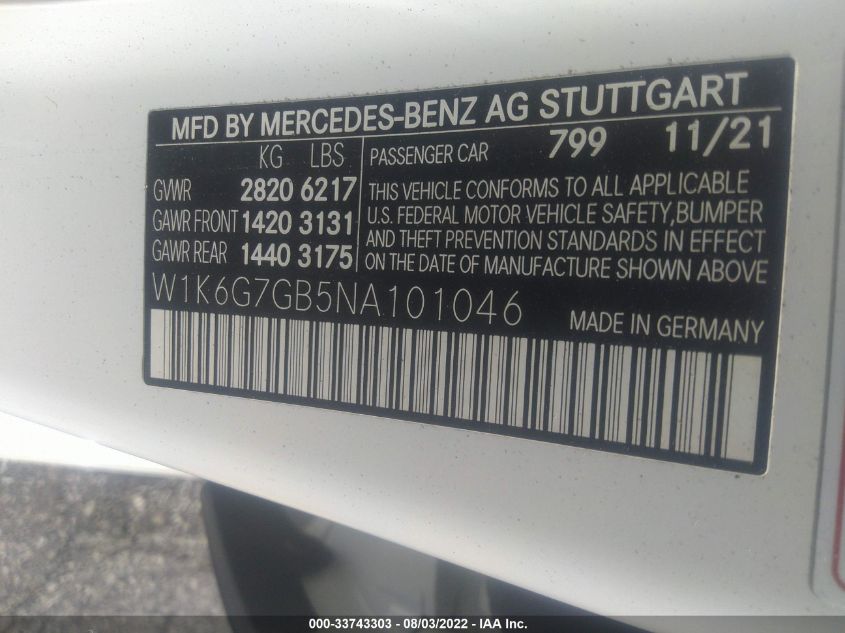 MFD BY MERCEDES-BENZ AG STUTTGART
KG LBS
GVWR 2820 6217
GAWR FRONT 1420 3131
GAWR REAR 1440 3175
PASSENGER CAR 799 11/21
THIS VEHICLE CONFORMS TO ALL APPLICABLE
U.S. FEDERAL MOTOR VEHICLE SAFETY,BUMPER
AND THEFT PREVENTION STANDARDS IN EFFECT
ON THE DATE OF MANUFACTURE SHOWN ABOVE
W1K6G7GB5NA101046
MADE IN GERMANY
000-33743303 - 08/03/2022 - IAA Inc.